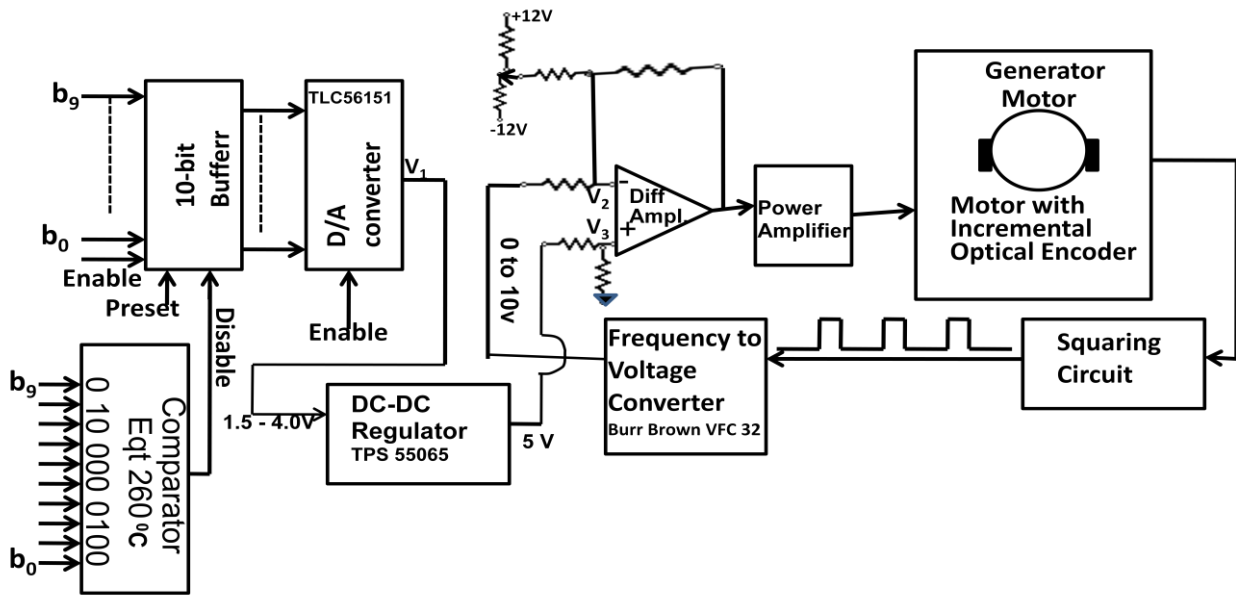 b9
b0
Enable
Preset
10-bit
Bufferr
Disable
TLC56151
D/A
converter
V1
Enable
b9
b0
0 10 000 0100
Comparator
Eqt 260 ºc
1.5 - 4.0V
DC-DC
Regulator
TPS 55065
5 V
+12V
-12V
0 to 10v
V2
V3
-
+
Diff
Ampl.
Power
Amplifier
Generator
Motor
Motor with
Incremental
Optical Encoder
Squaring
Circuit
Frequency to
Voltage
Converter
Burr Brown VFC 32